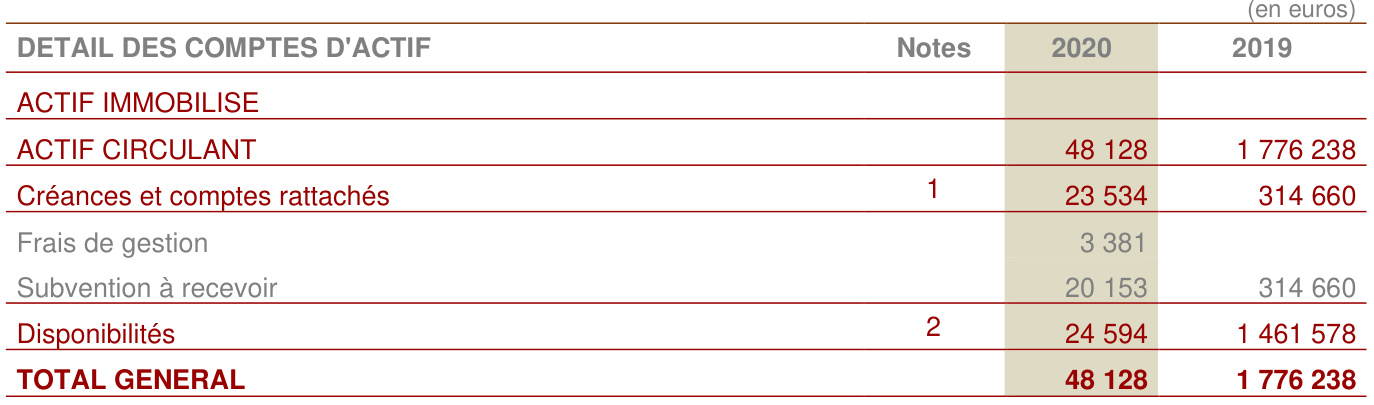 (en euros)
DETAIL DES COMPTES D'ACTIF Notes 2020 2019
ACTIF IMMOBILISE
ACTIF CIRCULANT 48 128 1 776 238
Créances et comptes rattachés 1 23 534 314 660
Frais de gestion 3 381
Subvention à recevoir 20 153 314 660
Disponibilités 2 24 594 1 461 578
TOTAL GENERAL 48 128 1 776 238